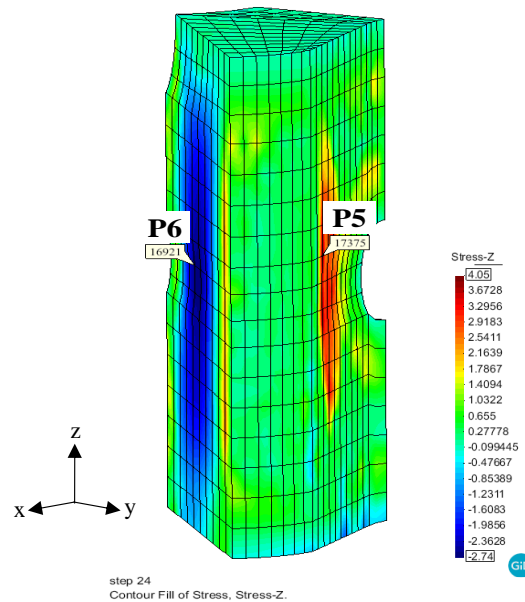 P6
16921
P5
17375
Stress-Z
4.05
3.6728
3.2956
2.9183
2.5411
2.1639
1.7867
1.4094
1.0322
0.655
0.27778
-0.099445
-0.47667
-0.85389
-1.2311
-1.6083
-1.9856
-2.3628
-2.74
z
x
y
step 24
Contour Fill of Stress, Stress-Z.